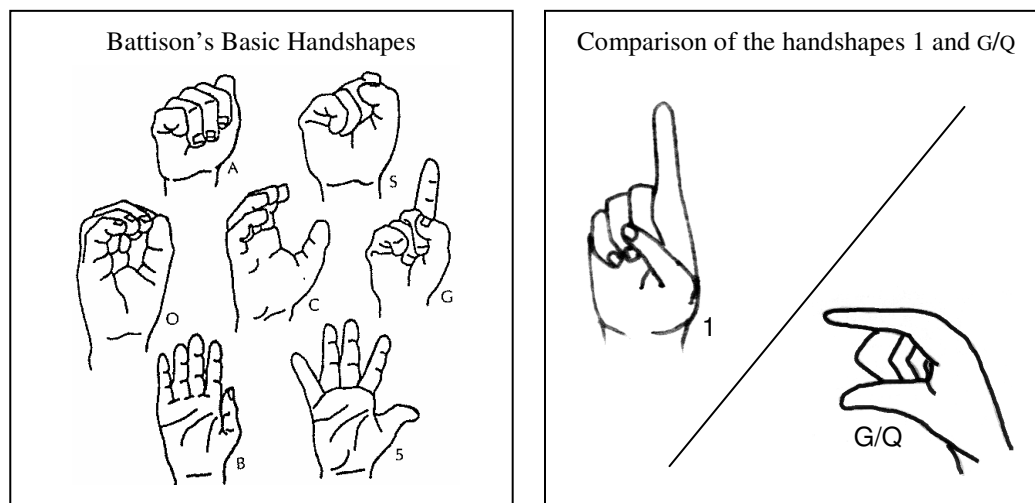 Battison’s Basic Handshapes
A
S
O
C
G
B
5
Comparison of the handshapes 1 and G/Q
1
G/Q